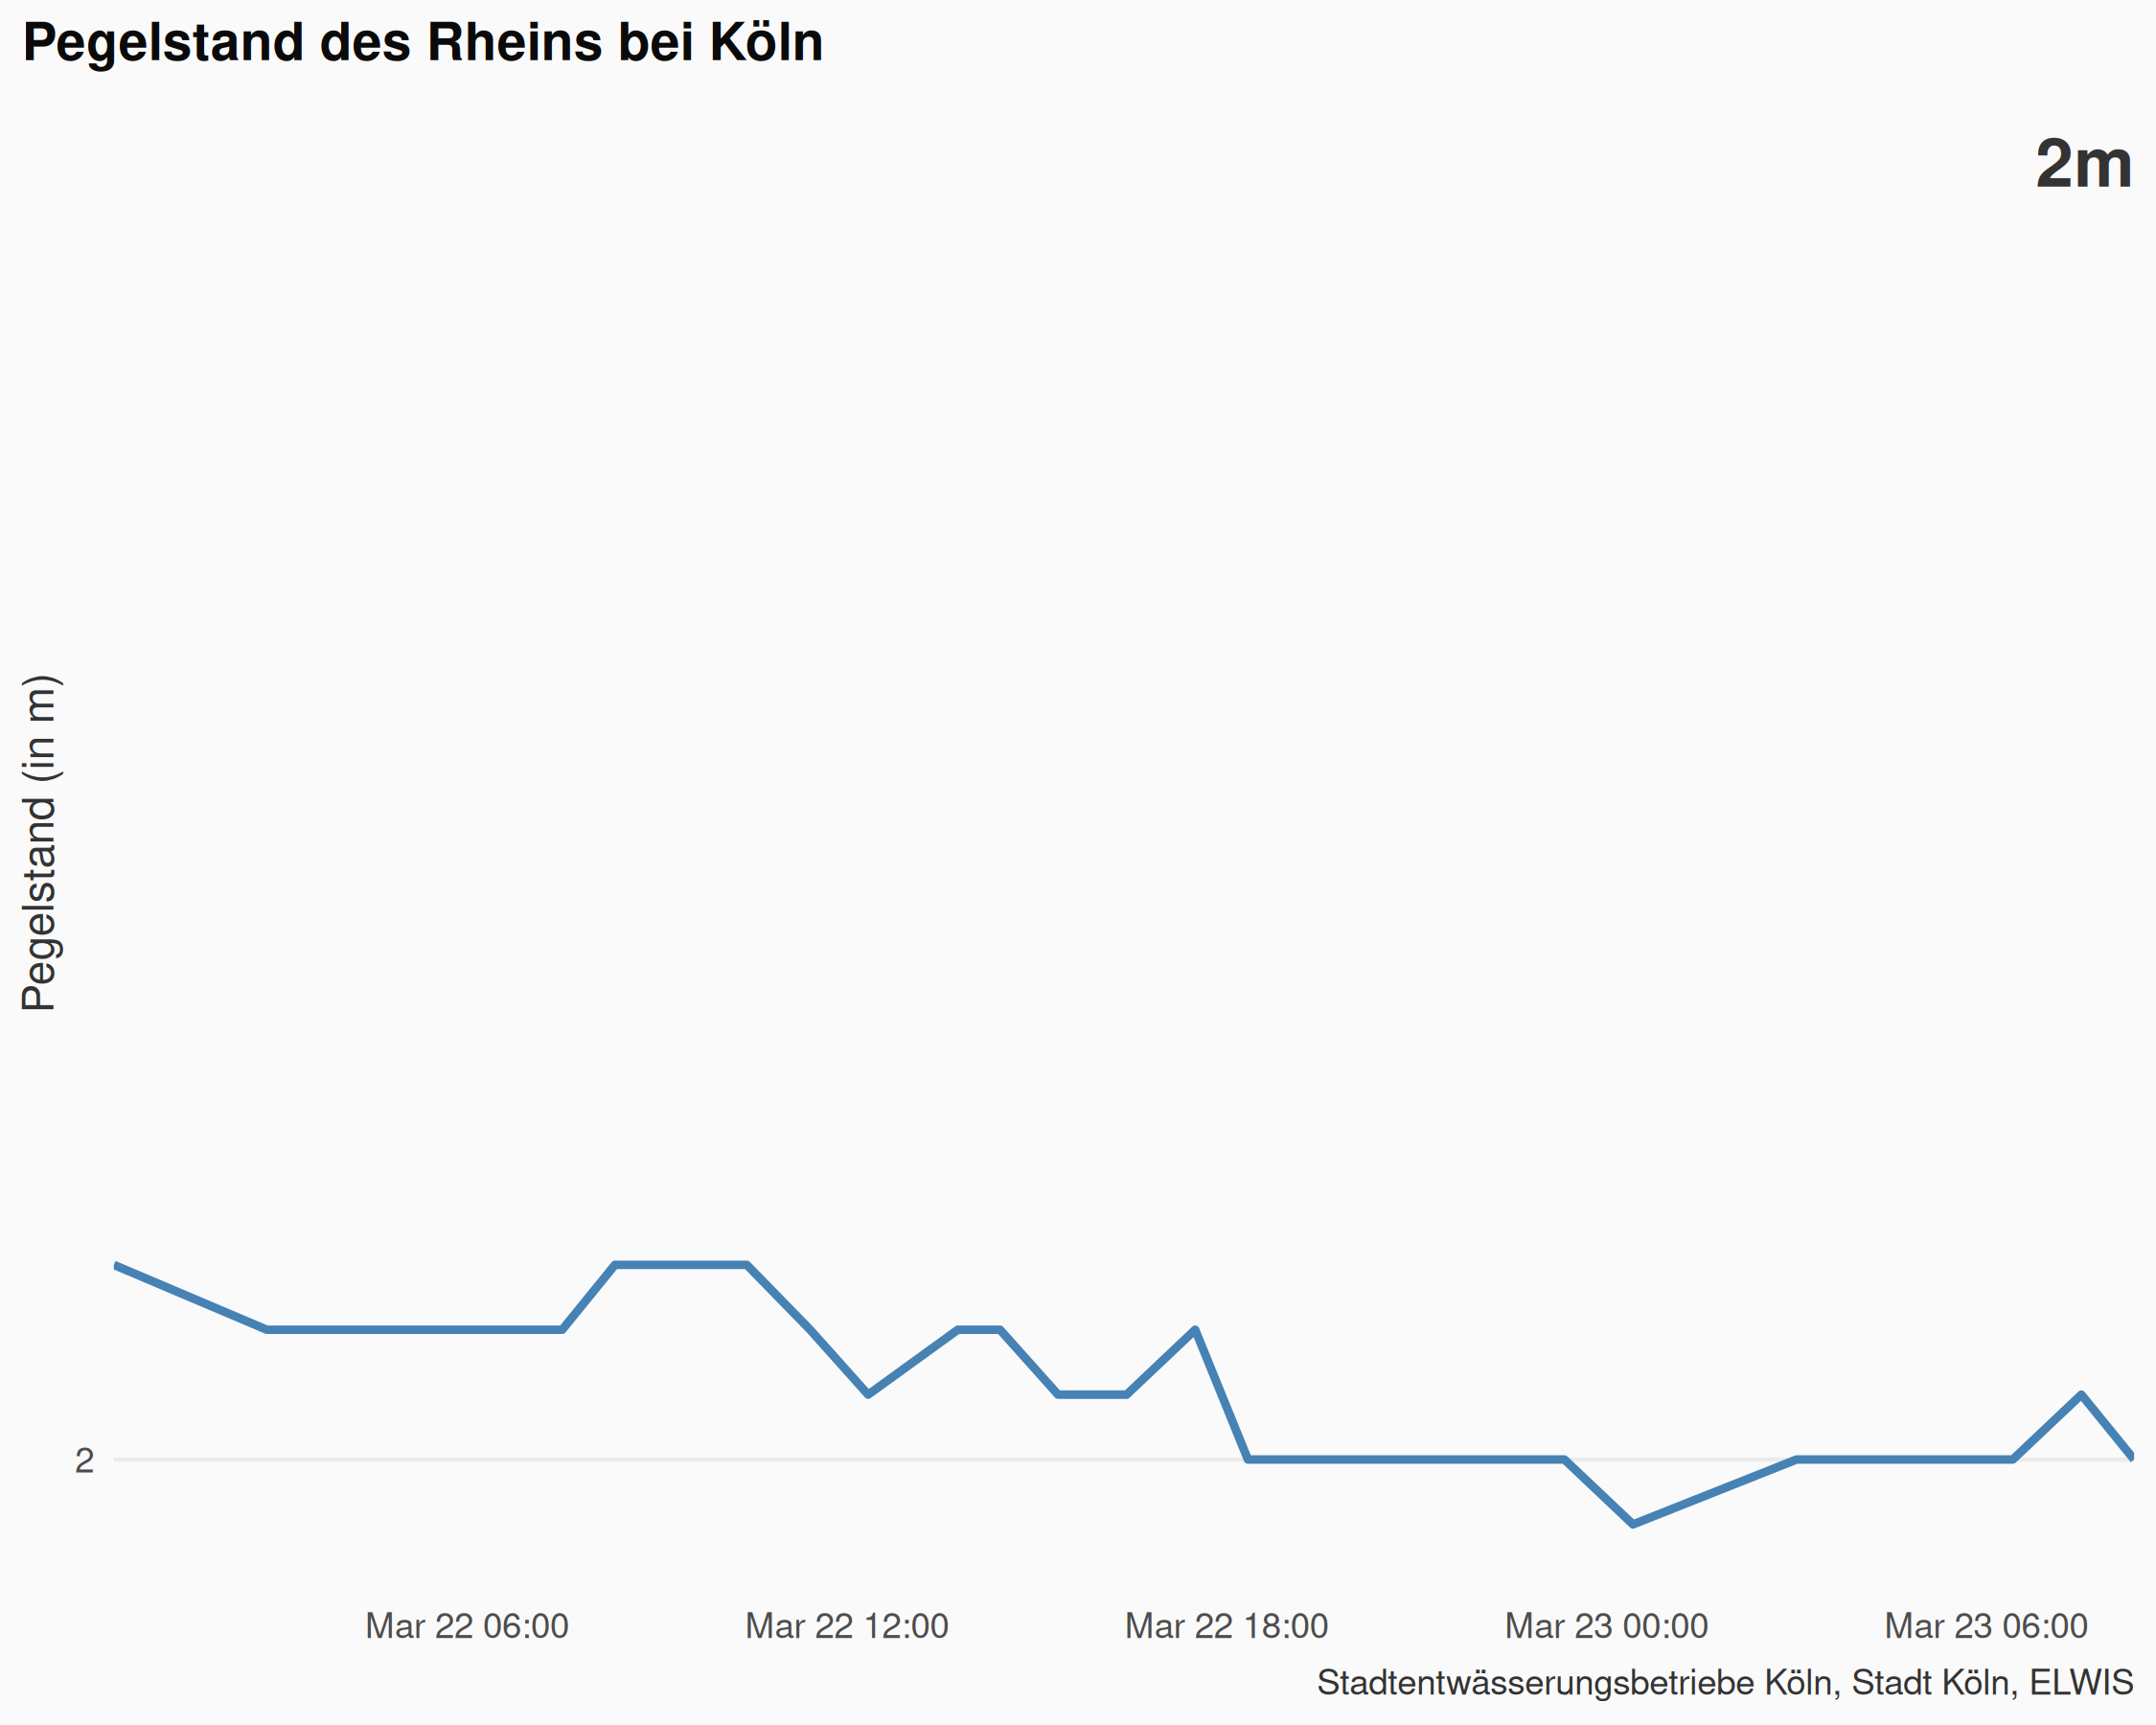 Pegelstand des Rheins bei Köln
2m
Pegelstand (in m)
2
Mar 22 06:00 Mar 22 12:00 Mar 22 18:00 Mar 23 00:00 Mar 23 06:00
Stadtentwässerungsbetriebe Köln, Stadt Köln, ELWIS